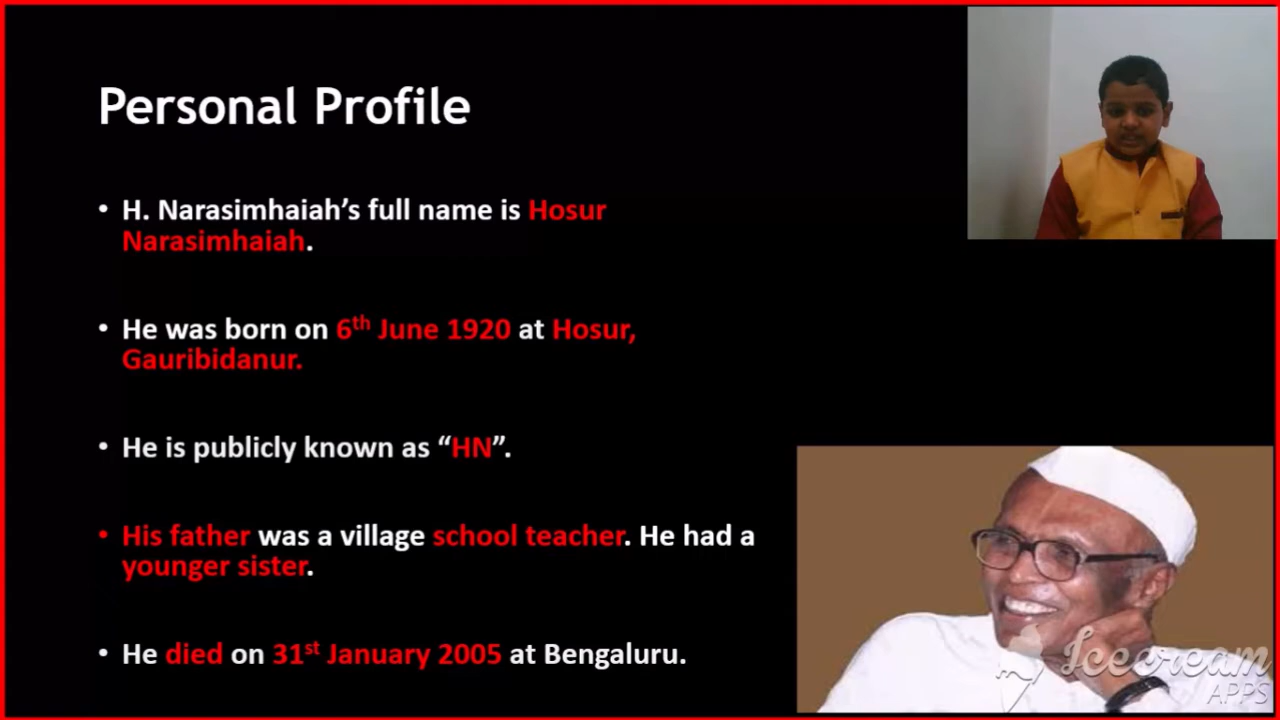 Personal Profile
• H. Narasimhaiah’s full name is Hosur
Narasimhaiah.
• He was born on 6th June 1920 at Hosur,
Gauribidanur.
• He is publicly known as “HN”.
• His father was a village school teacher. He had a
younger sister.
• He died on 31st January 2005 at Bengaluru.
Icecream
APPS